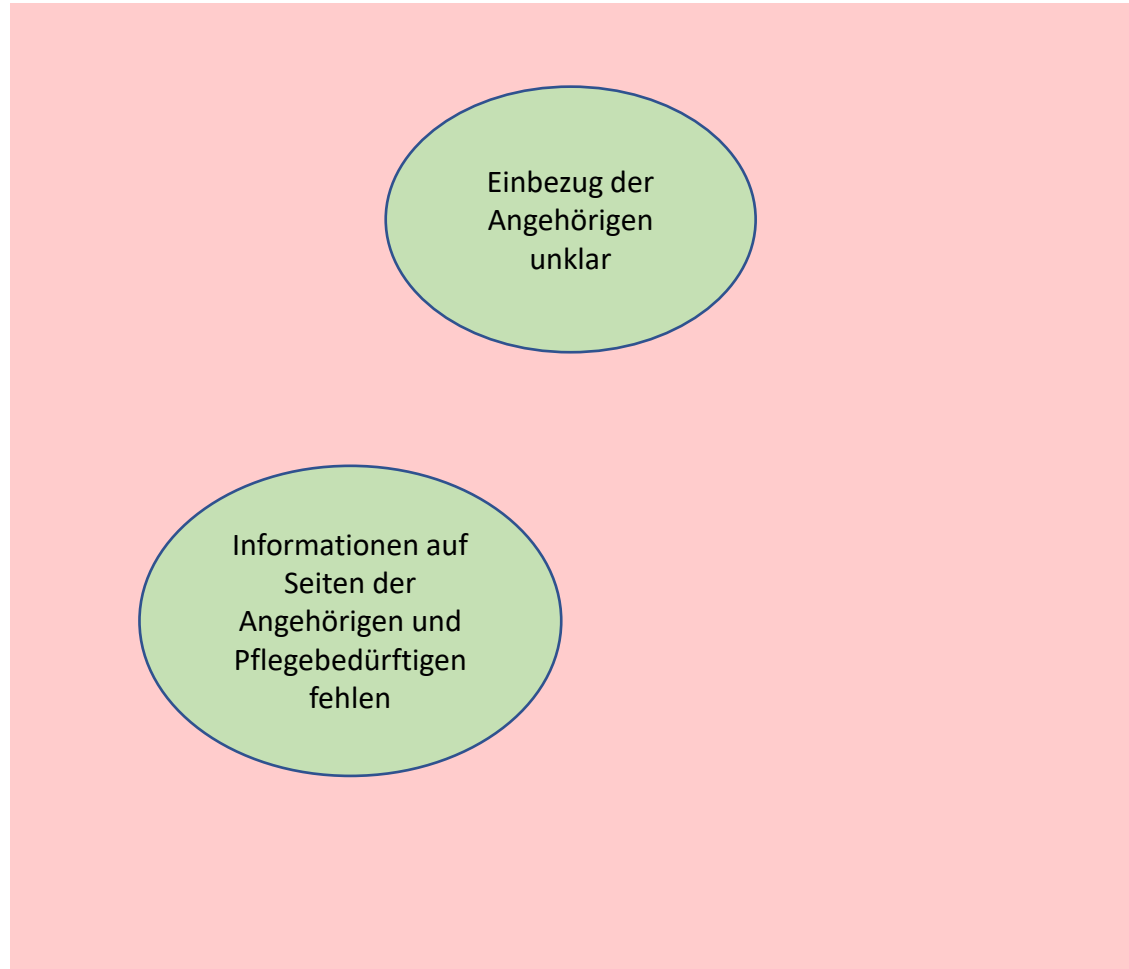 Einbezug der
Angehörigen
unklar
Informationen auf
Seiten der
Angehörigen und
Pflegebedürftigen
fehlen